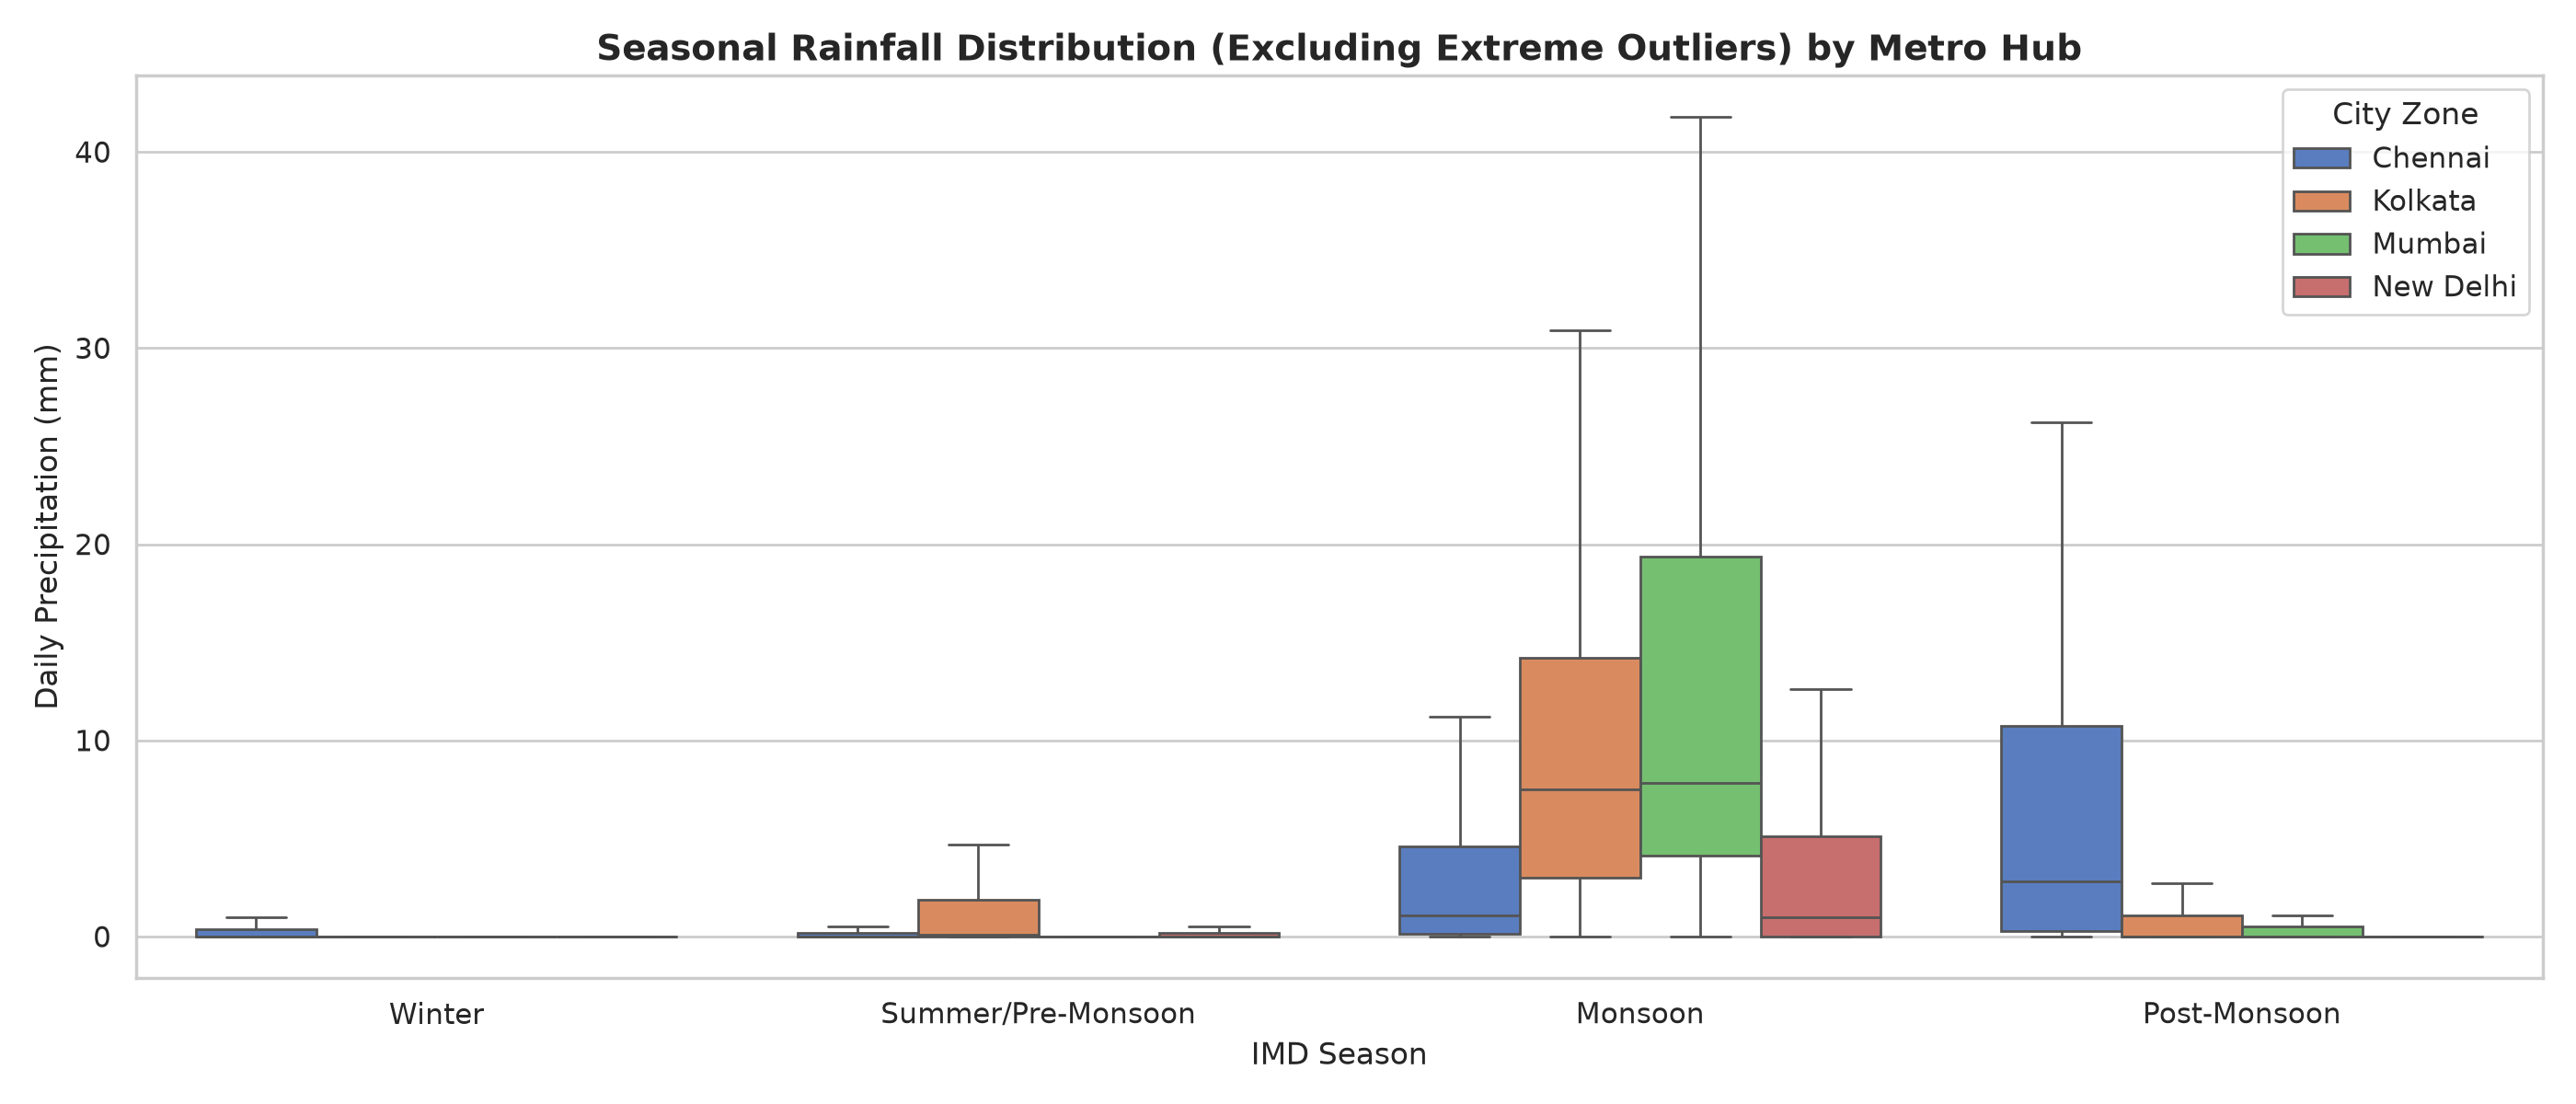 Seasonal Rainfall Distribution (Excluding Extreme Outliers) by Metro Hub
City Zone
Chennai
Kolkata
Mumbai
New Delhi
Daily Precipitation (mm)
40
30
20
10
0
Winter
Summer/Pre-Monsoon
Monsoon
Post-Monsoon
IMD Season